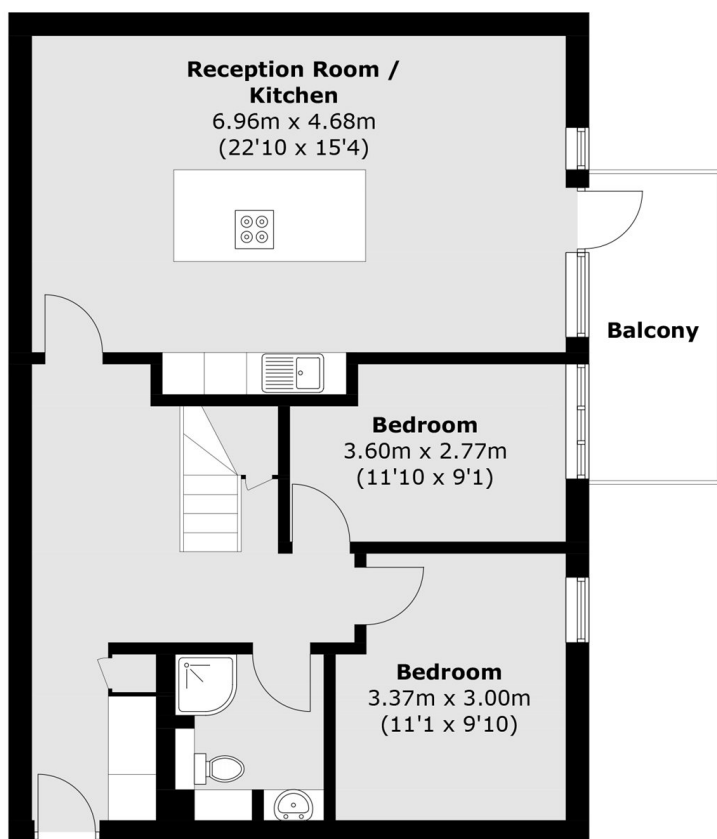 Reception Room /
Kitchen
6.96m x 4.68m
(22'10 x 15'4)
Balcony
Bedroom
3.60m x 2.77m
(11'10 x 9'1)
Bedroom
3.37m x 3.00m
(11'1 x 9'10)